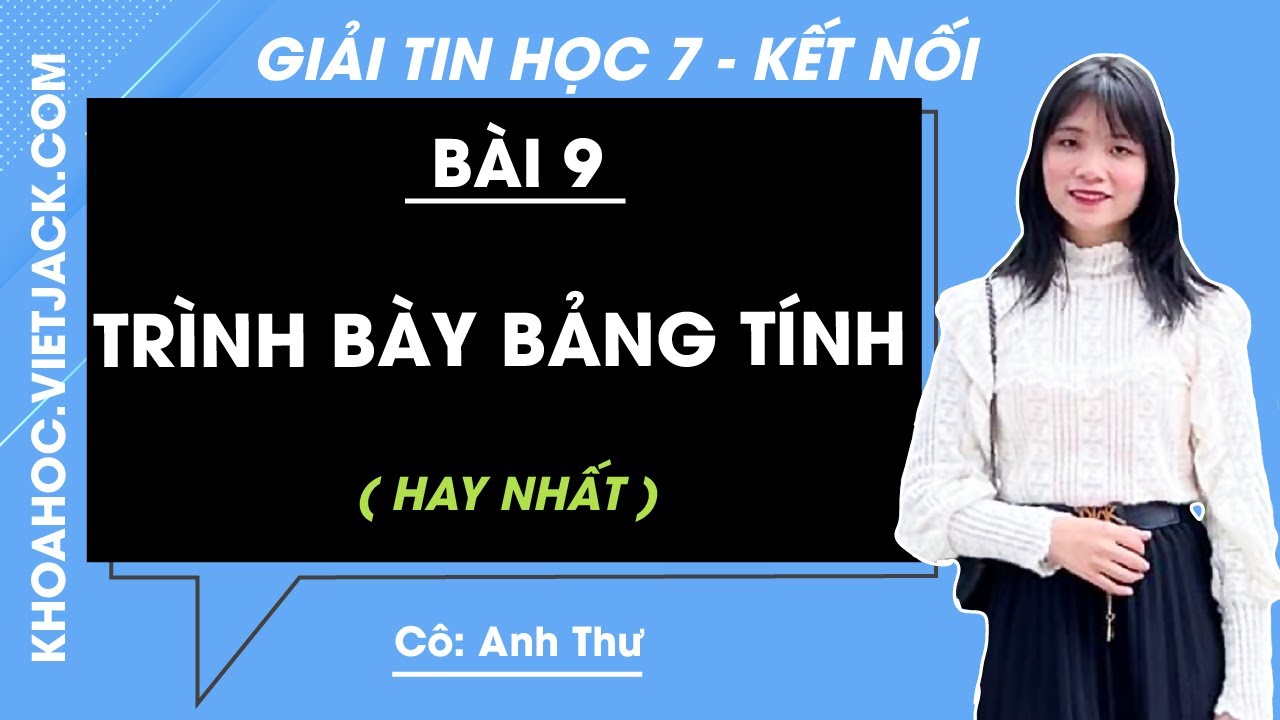 GIẢI TIN HỌC 7 - KẾT NỐI
KHOAHOC.VIETJACK.COM
BÀI 9
TRÌNH BÀY BẢNG TÍNH
( HAY NHẤT )
Cô: Anh Thư